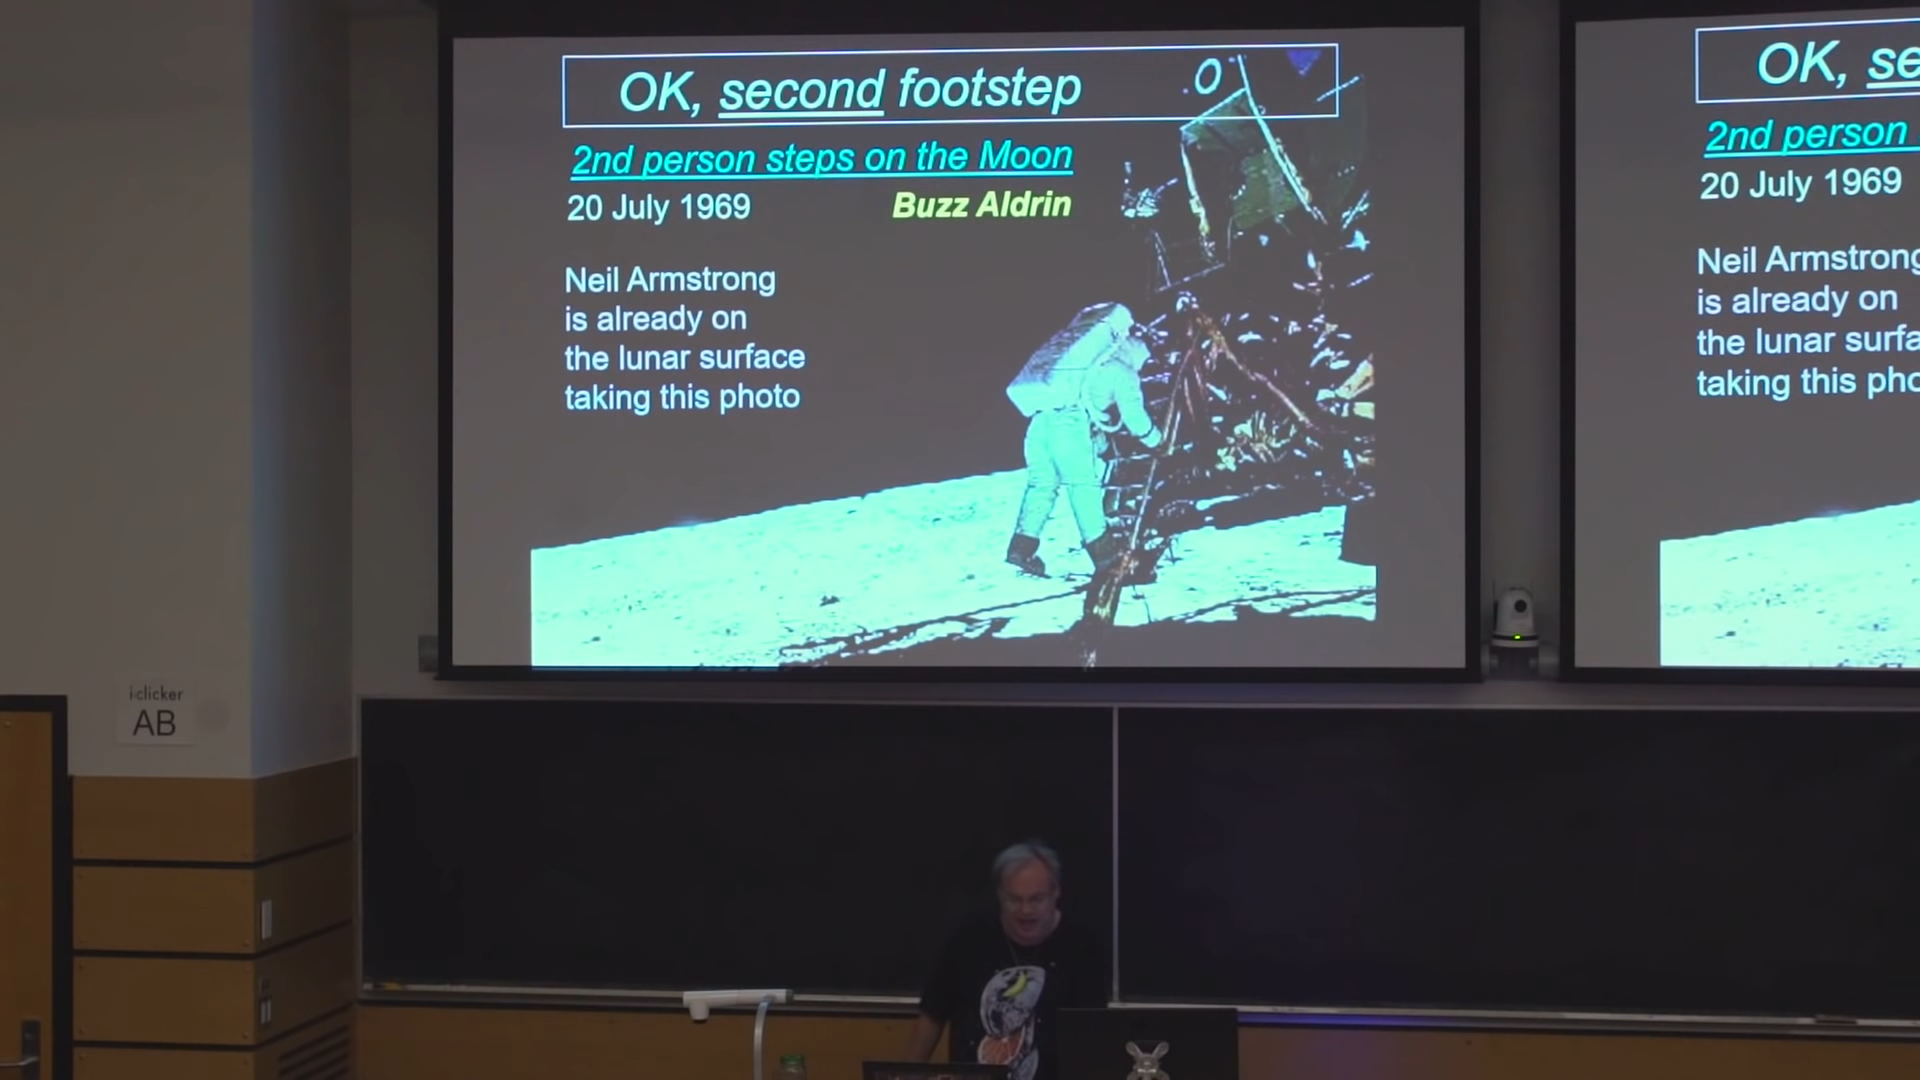 OK, second footstep
2nd person steps on the Moon
20 July 1969
Buzz Aldrin
Neil Armstrong
is already on
the lunar surface
taking this photo
OK, se
2nd person
20 July 1969
Neil Armstrong
is already on
the lunar surfa
taking this pho
i-clicker
AB